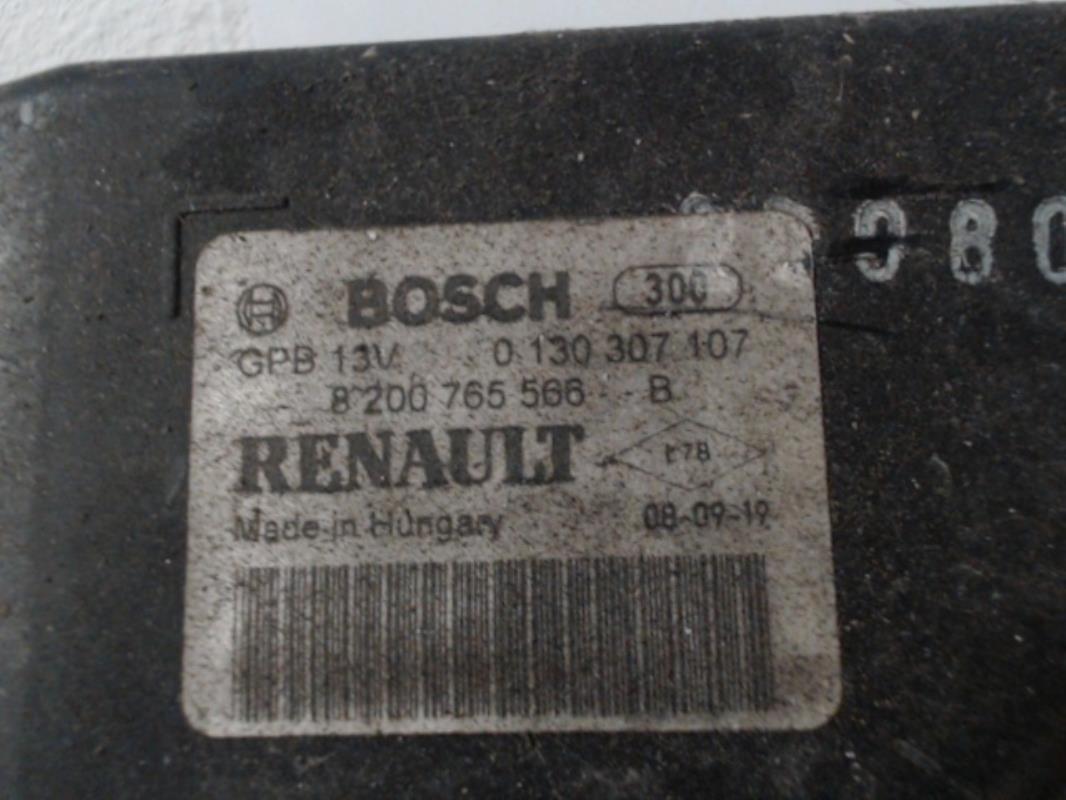 080
BOSCH 300
GPB 13V 0 130 307 107
8 200 765 566 B
RENAULT
Made in Hungary 08-09-19